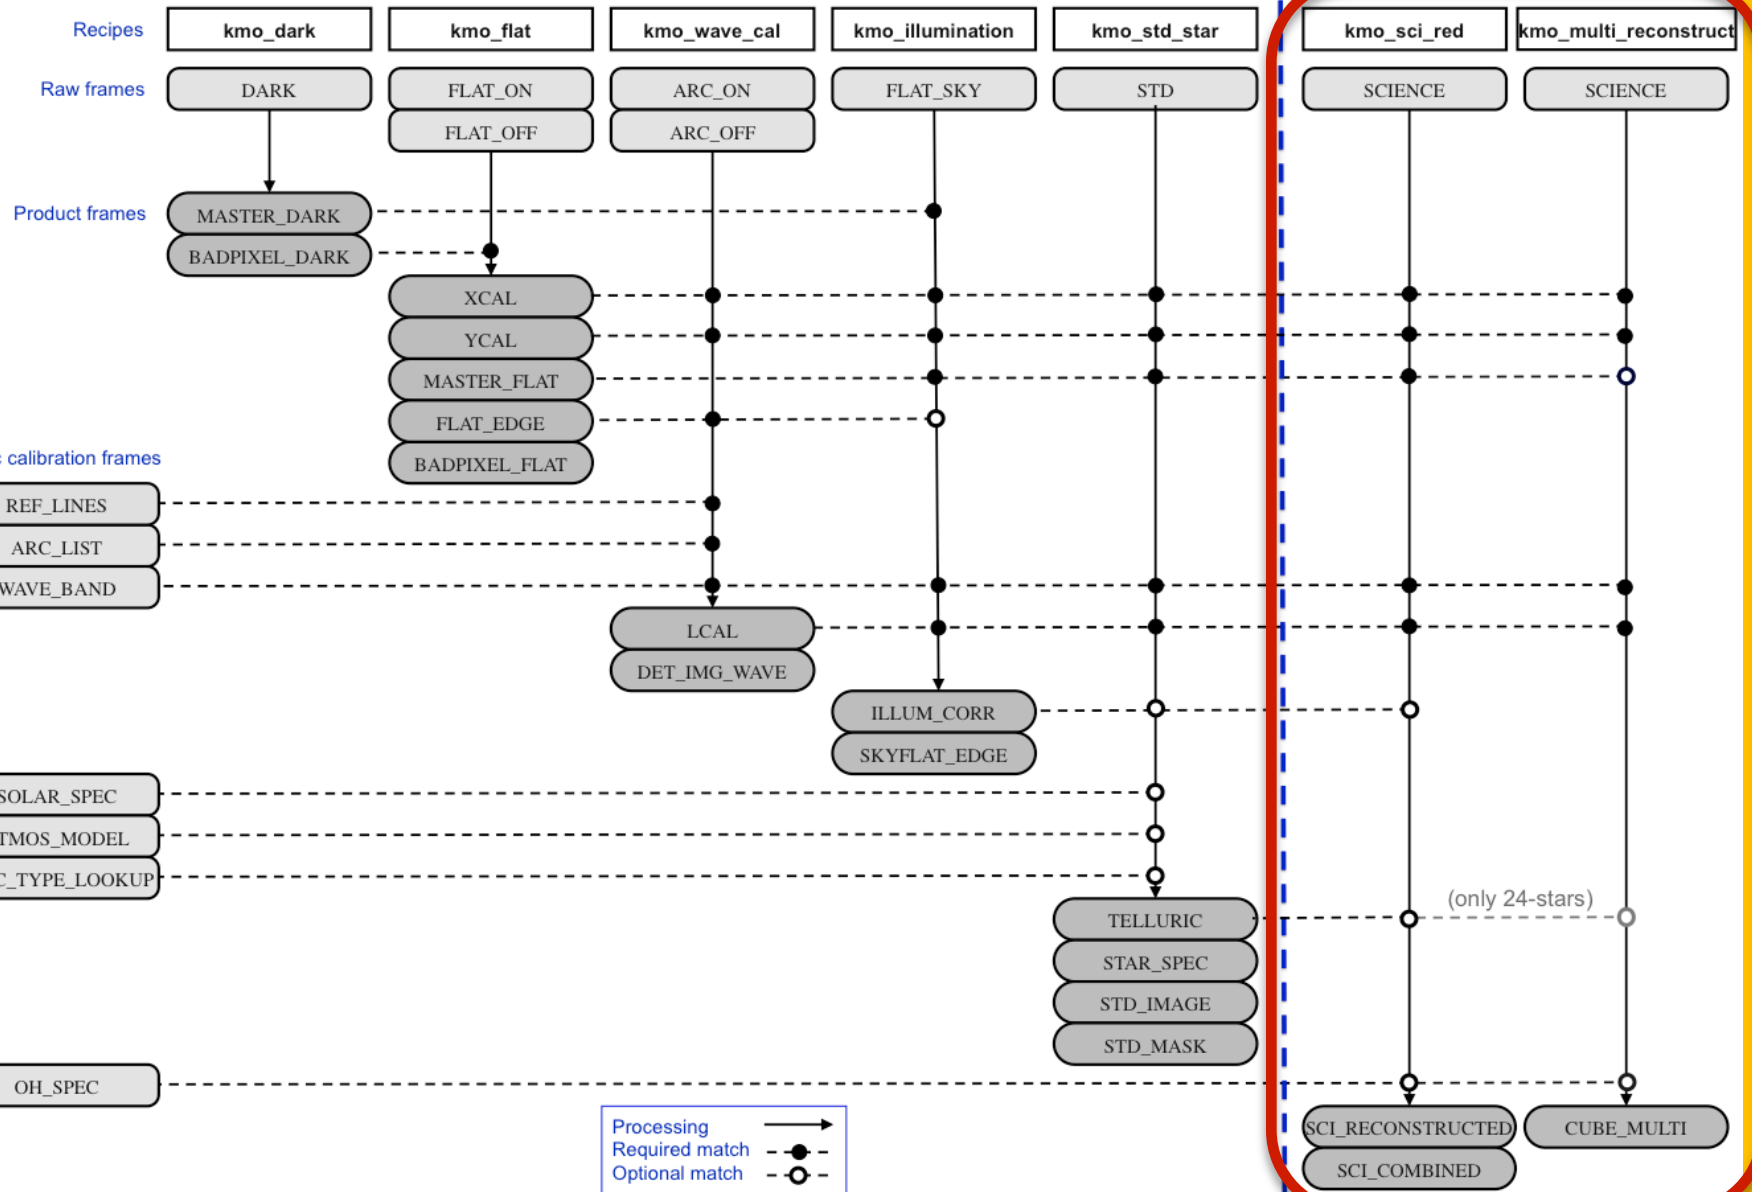 Recipes kmo_dark kmo_flat kmo_wave_cal kmo_illumination kmo_std_star kmo_sci_red kmo_multi_reconstruct
Raw frames DARK FLAT_ON ARC_ON FLAT_SKY STD SCIENCE SCIENCE
FLAT_OFF ARC_OFF
Product frames MASTER_DARK
BADPIXEL_DARK
XCAL
YCAL
MASTER_FLAT
FLAT_EDGE
calibration frames BADPIXEL_FLAT
REF_LINES
ARC_LIST
WAVE_BAND
LCAL
DET_IMG_WAVE
ILLUM_CORR
SKYFLAT_EDGE
SOLAR_SPEC
TMOS_MODEL
C_TYPE_LOOKUP
(only 24-stars)
TELLURIC
STAR_SPEC
STD_IMAGE
STD_MASK
OH_SPEC
Processing SCI_RECONSTRUCTED CUBE_MULTI
Required match
Optional match SCI_COMBINED